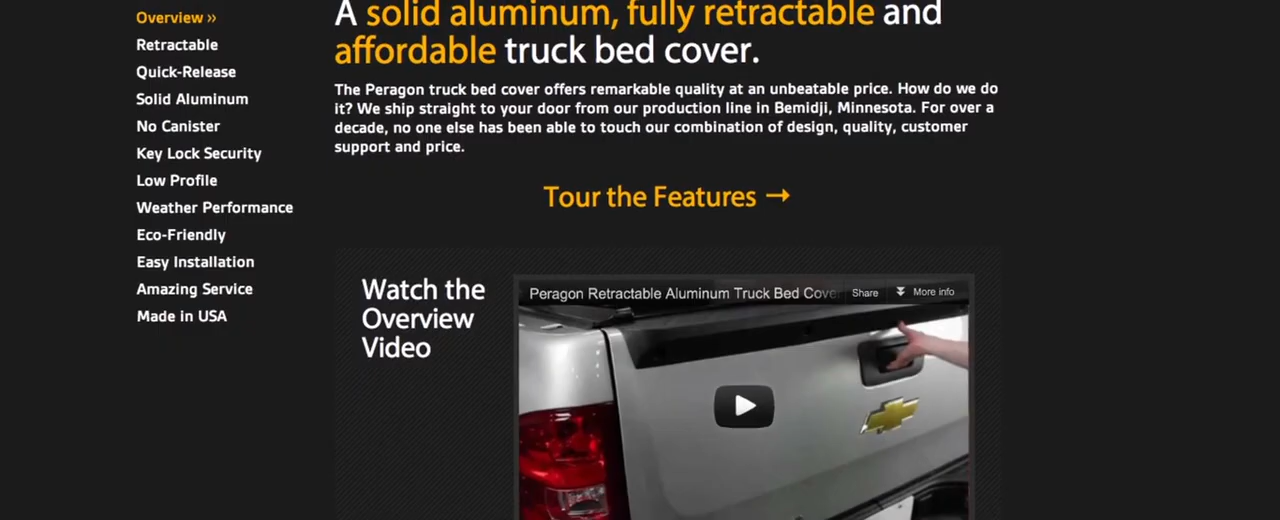 Overview »
Retractable
Quick-Release
Solid Aluminum
No Canister
Key Lock Security
Low Profile
Weather Performance
Eco-Friendly
Easy Installation
Amazing Service
Made in USA
A solid aluminum, fully retractable and
affordable truck bed cover.
The Peragon truck bed cover offers remarkable quality at an unbeatable price. How do we do
it? We ship straight to your door from our production line in Bemidji, Minnesota. For over a
decade, no one else has been able to touch our combination of design, quality, customer
support and price.
Tour the Features →
Watch the
Overview
Video
Peragon Retractable Aluminum Truck Bed Cove
Share
More info